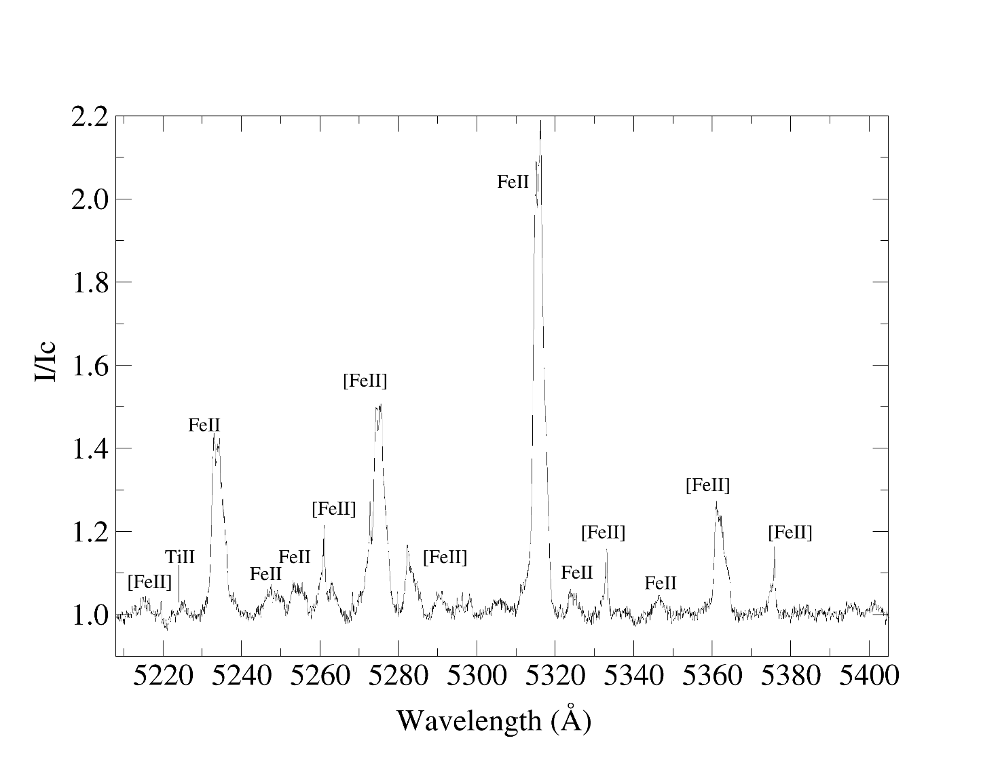 2.2
2.0
1.8
1.6
1.4
1.2
1.0
I/Ic
FeII
[FeII]
FeII
[FeII]
[FeII]
[FeII]
[FeII]
TiII
FeII
[FeII]
FeII
FeII
[FeII]
FeII
5220 5240 5260 5280 5300 5320 5340 5360 5380 5400
Wavelength (Å)